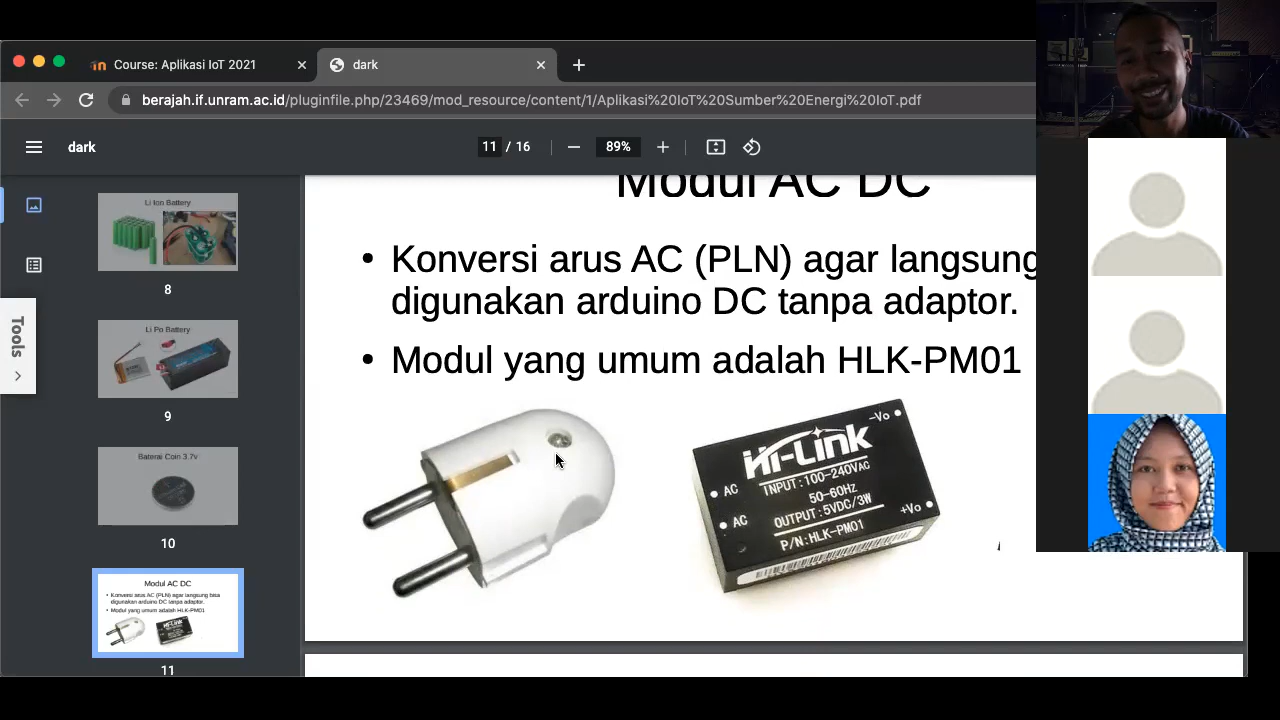 Course: Aplikasi IoT 2021
dark
berajah.if.unram.ac.id/pluginfile.php/23469/mod_resource/content/1/Aplikasi%20IoT%20Sumber%20Energi%20IoT.pdf
dark
11 / 16
89%
Tools
Li Ion Battery
8
Li Po Battery
9
Baterai Coin 3.7v
10
Modul AC DC
• Konversi arus AC (PLN) agar langsung bisa
digunakan arduino DC tanpa adaptor.
• Modul yang umum adalah HLK-PM01
11
Modul AC DC
• Konversi arus AC (PLN) agar langsung
digunakan arduino DC tanpa adaptor.
• Modul yang umum adalah HLK-PM01
-Vo
Hi-Link
AC
INPUT:100-240VAC
50-60Hz
AC
OUTPUT:5VDC/3W
+Vo
P/N:HLK-PM01